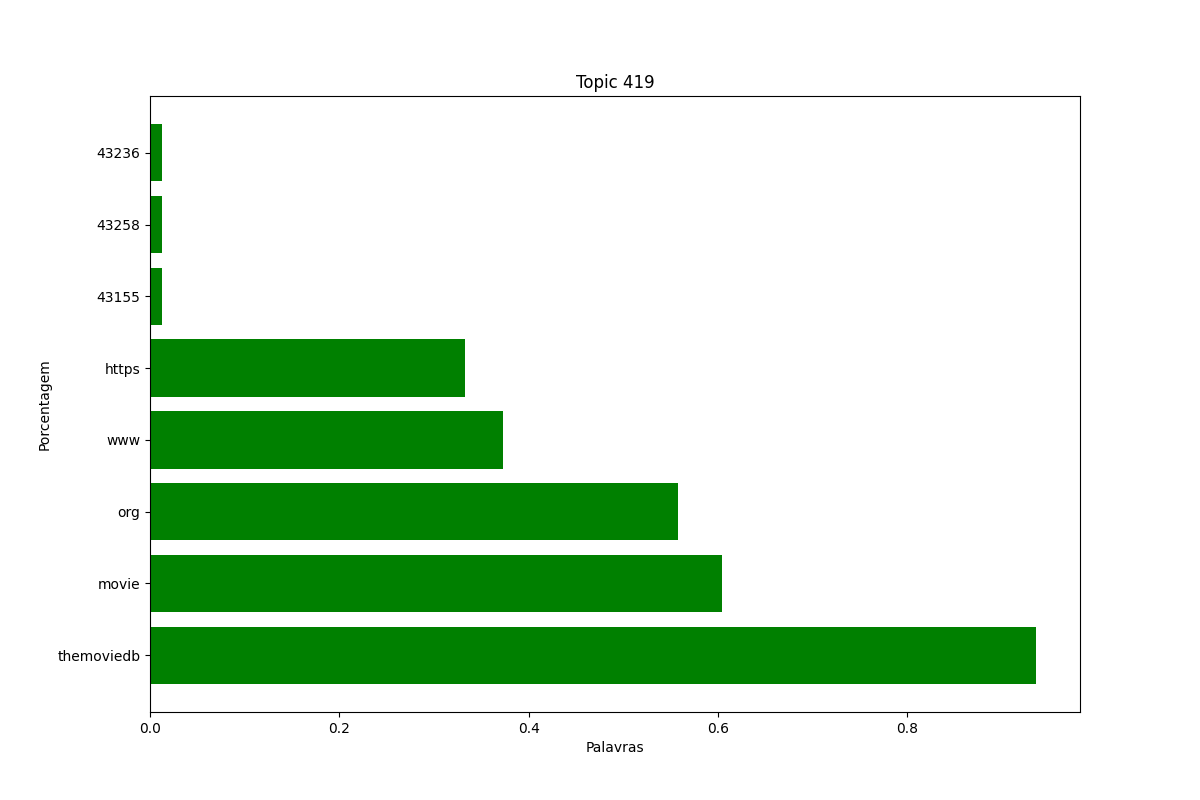 Topic 419
Porcentagem
43236
43258
43155
https
www
org
movie
themoviedb
0.0 0.2 0.4 0.6 0.8
Palavras